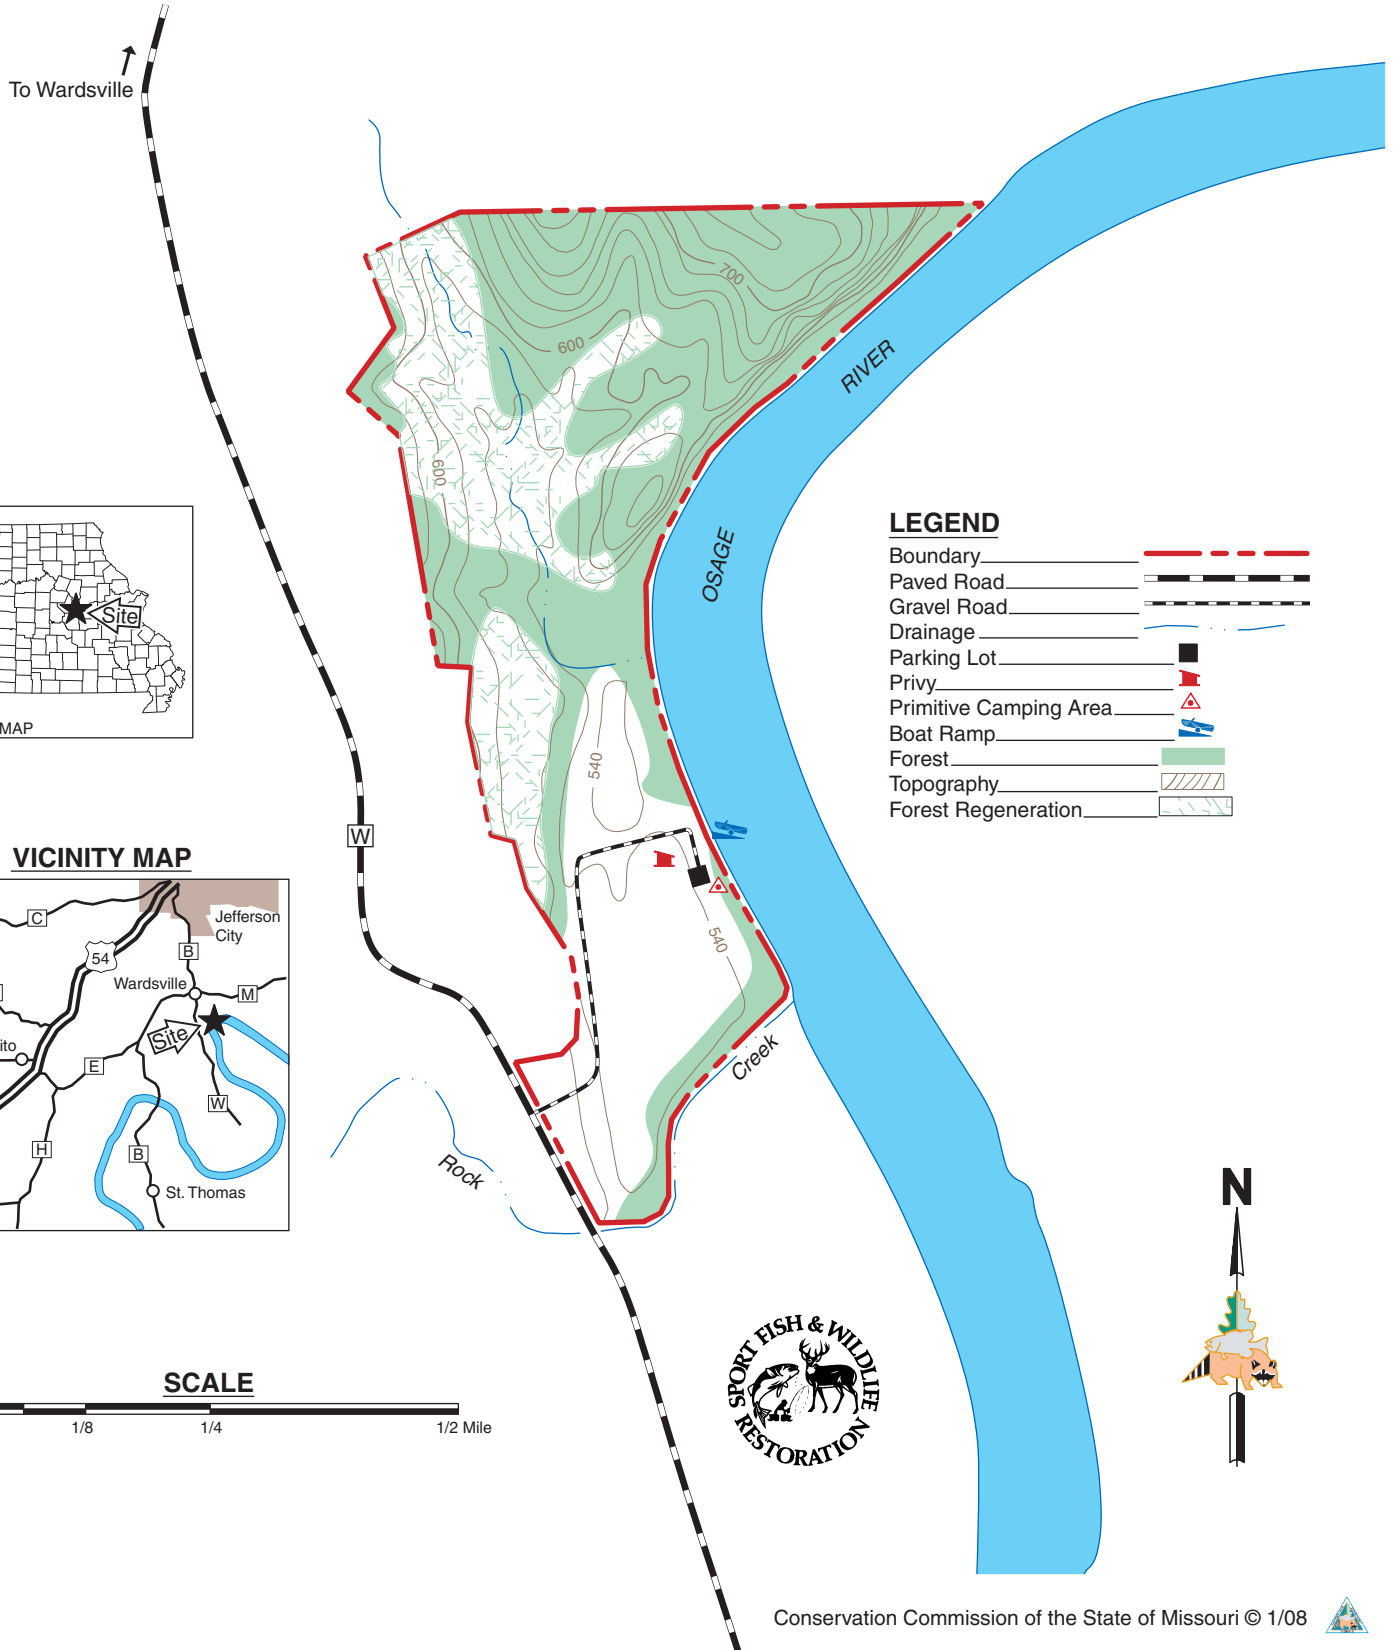 To Wardsville
700
600
600
RIVER
OSAGE
540
540
W
Creek
Rock
LEGEND
Boundary
Paved Road
Gravel Road
Drainage
Parking Lot
Privy
Primitive Camping Area
Boat Ramp
Forest
Topography
Forest Regeneration
Site
MAP
VICINITY MAP
Jefferson
City
C
54
B
Wardsville
M
Site
ito
E
W
H
B
St. Thomas
N
SCALE
1/8 1/4 1/2 Mile
SPORT FISH & WILDLIFE
RESTORATION
Conservation Commission of the State of Missouri © 1/08